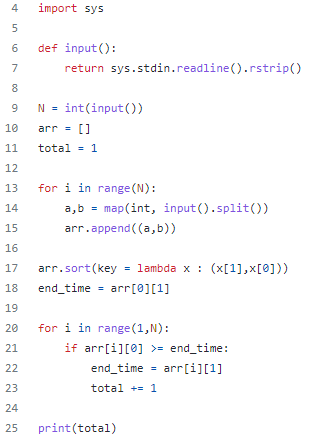 4 import sys
5
6 def input():
7     return sys.stdin.readline().rstrip()
8
9 N = int(input())
10 arr = []
11 total = 1
12
13 for i in range(N):
14     a,b = map(int, input().split())
15     arr.append((a,b))
16
17 arr.sort(key = lambda x : (x[1],x[0]))
18 end_time = arr[0][1]
19
20 for i in range(1,N):
21     if arr[i][0] >= end_time:
22         end_time = arr[i][1]
23         total += 1
24
25 print(total)